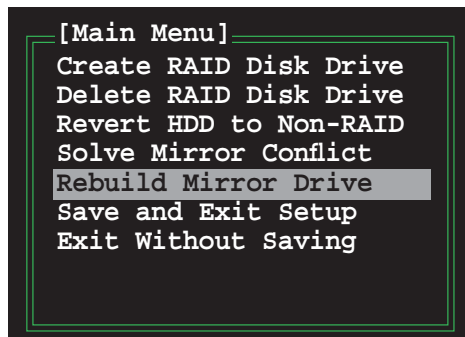 [Main Menu]
Create RAID Disk Drive
Delete RAID Disk Drive
Revert HDD to Non-RAID
Solve Mirror Conflict
Rebuild Mirror Drive
Save and Exit Setup
Exit Without Saving